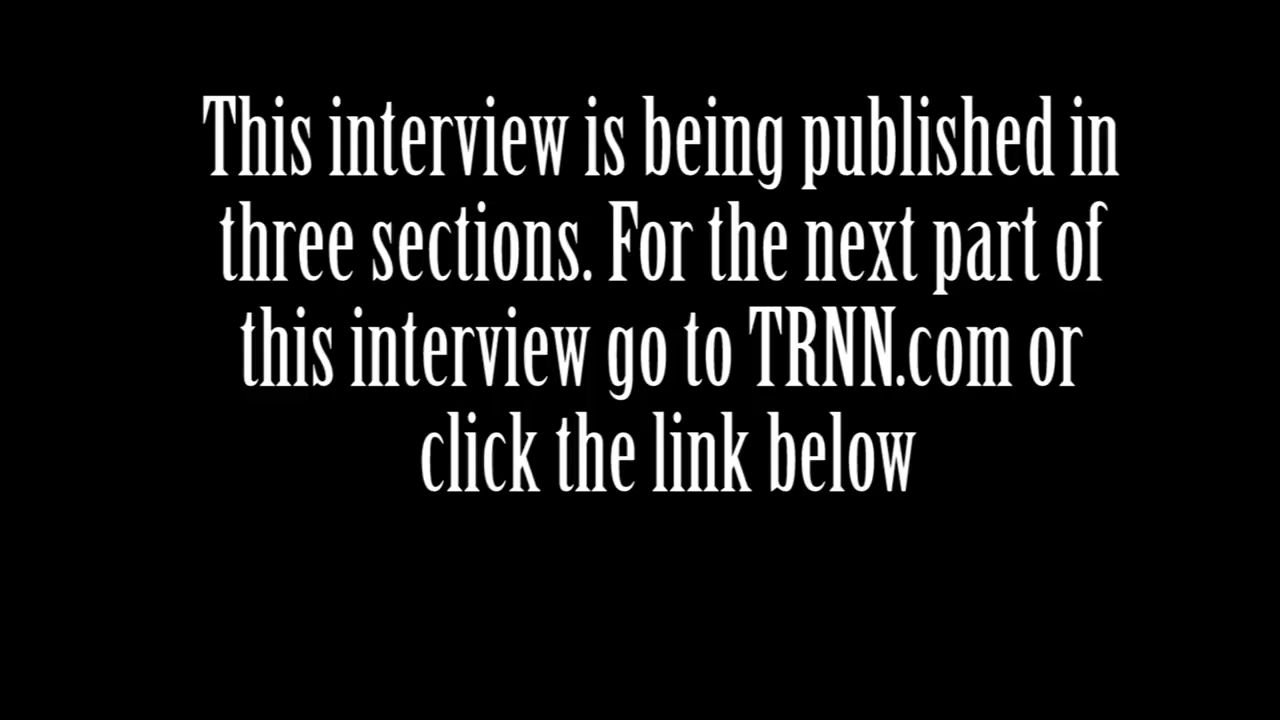 This interview is being published in
three sections. For the next part of
this interview go to TRNN.com or
click the link below